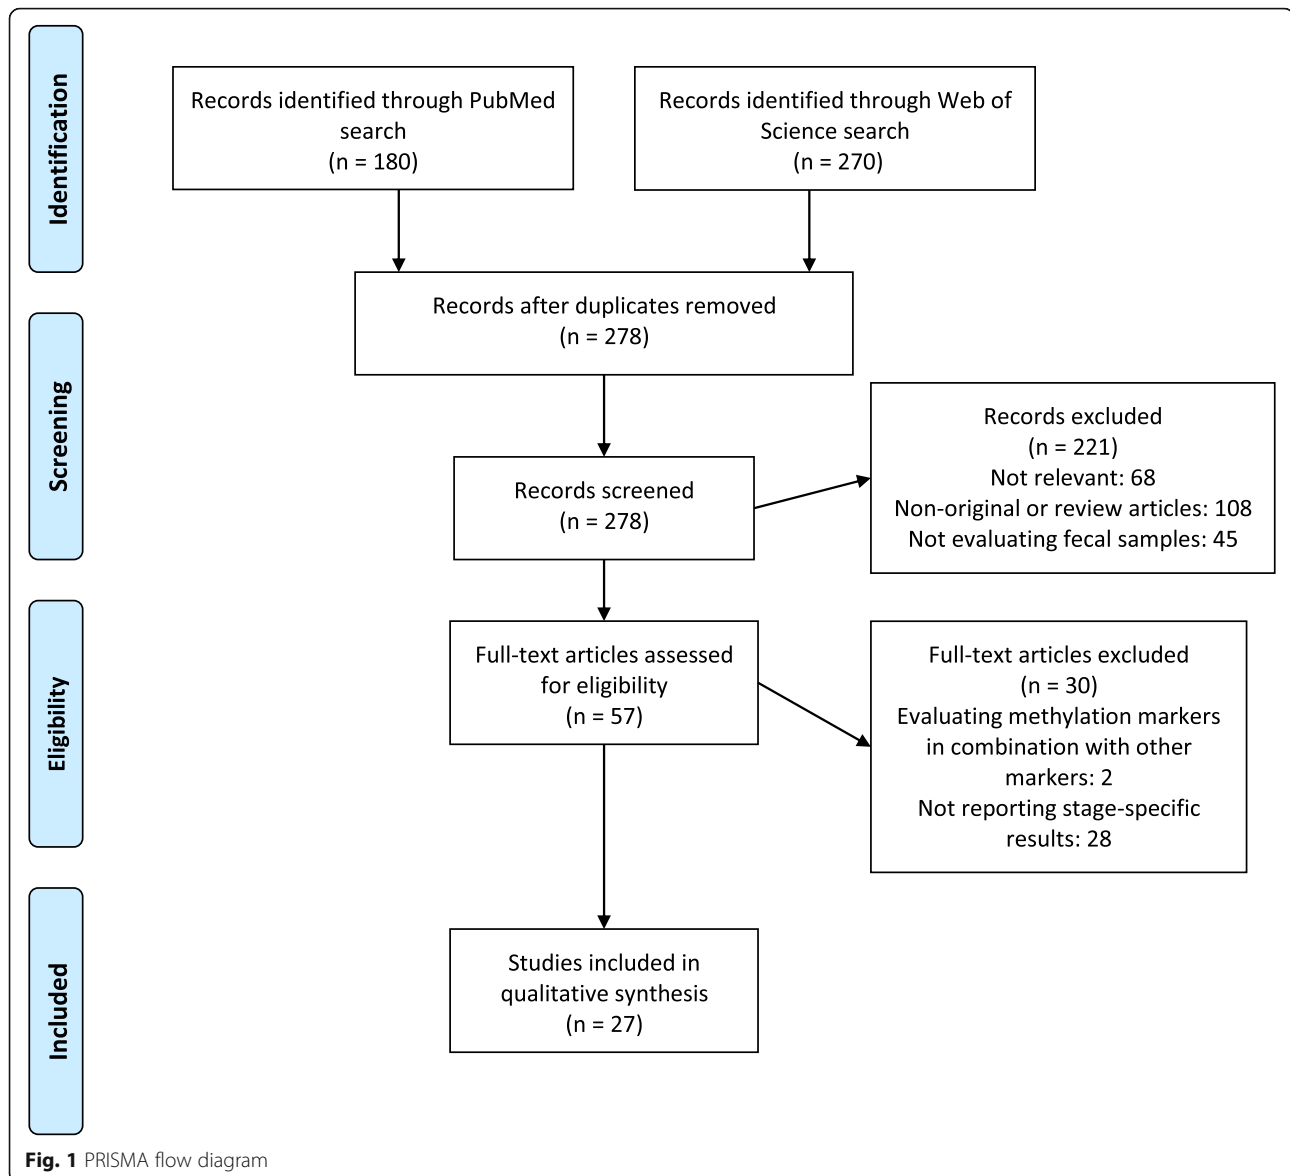 Identification
Records identified through PubMed
search
(n = 180)
Records identified through Web of
Science search
(n = 270)
Records after duplicates removed
(n = 278)
Screening
Records screened
(n = 278)
Records excluded
(n = 221)
Not relevant: 68
Non-original or review articles: 108
Not evaluating fecal samples: 45
Eligibility
Full-text articles assessed
for eligibility
(n = 57)
Full-text articles excluded
(n = 30)
Evaluating methylation markers
in combination with other
markers: 2
Not reporting stage-specific
results: 28
Included
Studies included in
qualitative synthesis
(n = 27)
Fig. 1 PRISMA flow diagram